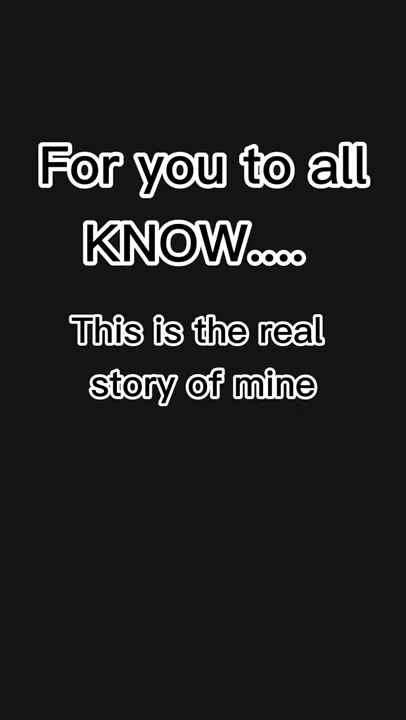 For you to all
KNOW....
This is the real
story of mine